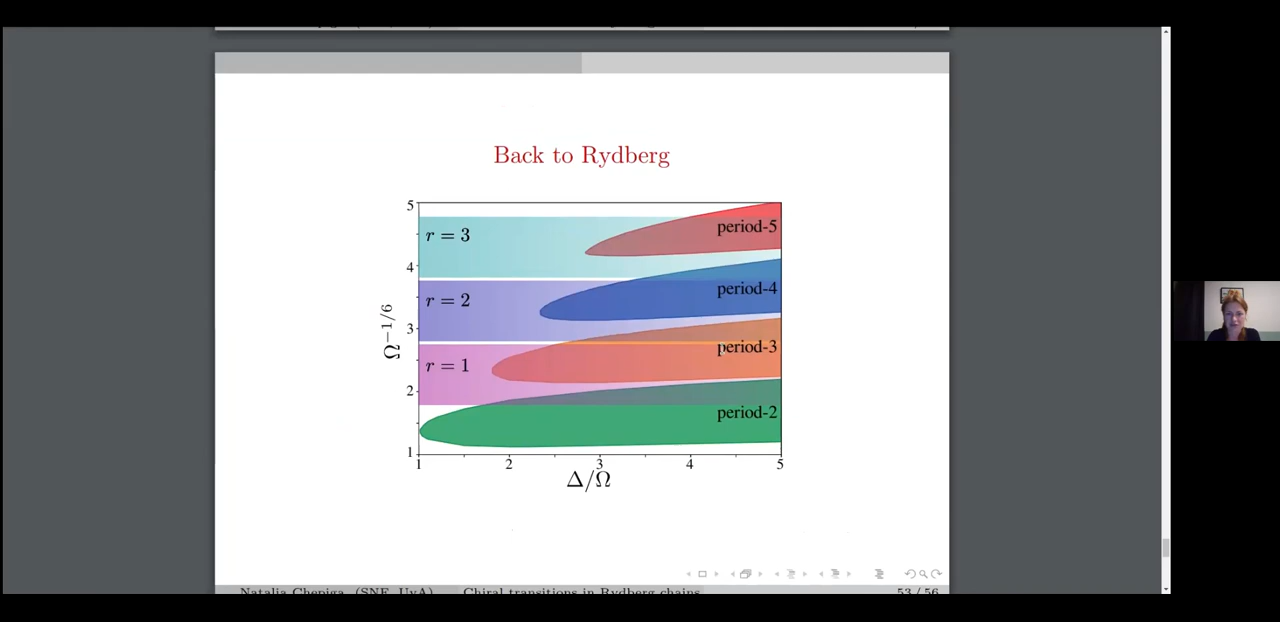 Back to Rydberg
5
4
3
2
1
Ω−1/6
r = 3
r = 2
r = 1
period-5
period-4
period-3
period-2
1 2 3 4 5
Δ/Ω
Natalia Chepiga (SNF, UvA) Chiral transitions in Rydberg chains 53 / 56